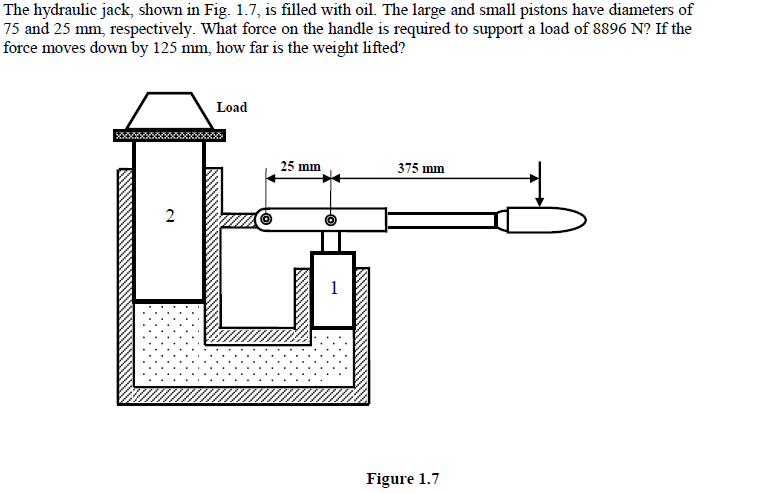 The hydraulic jack, shown in Fig. 1.7, is filled with oil. The large and small pistons have diameters of
75 and 25 mm, respectively. What force on the handle is required to support a load of 8896 N? If the
force moves down by 125 mm, how far is the weight lifted?
Load
25 mm
375 mm
2
1
Figure 1.7